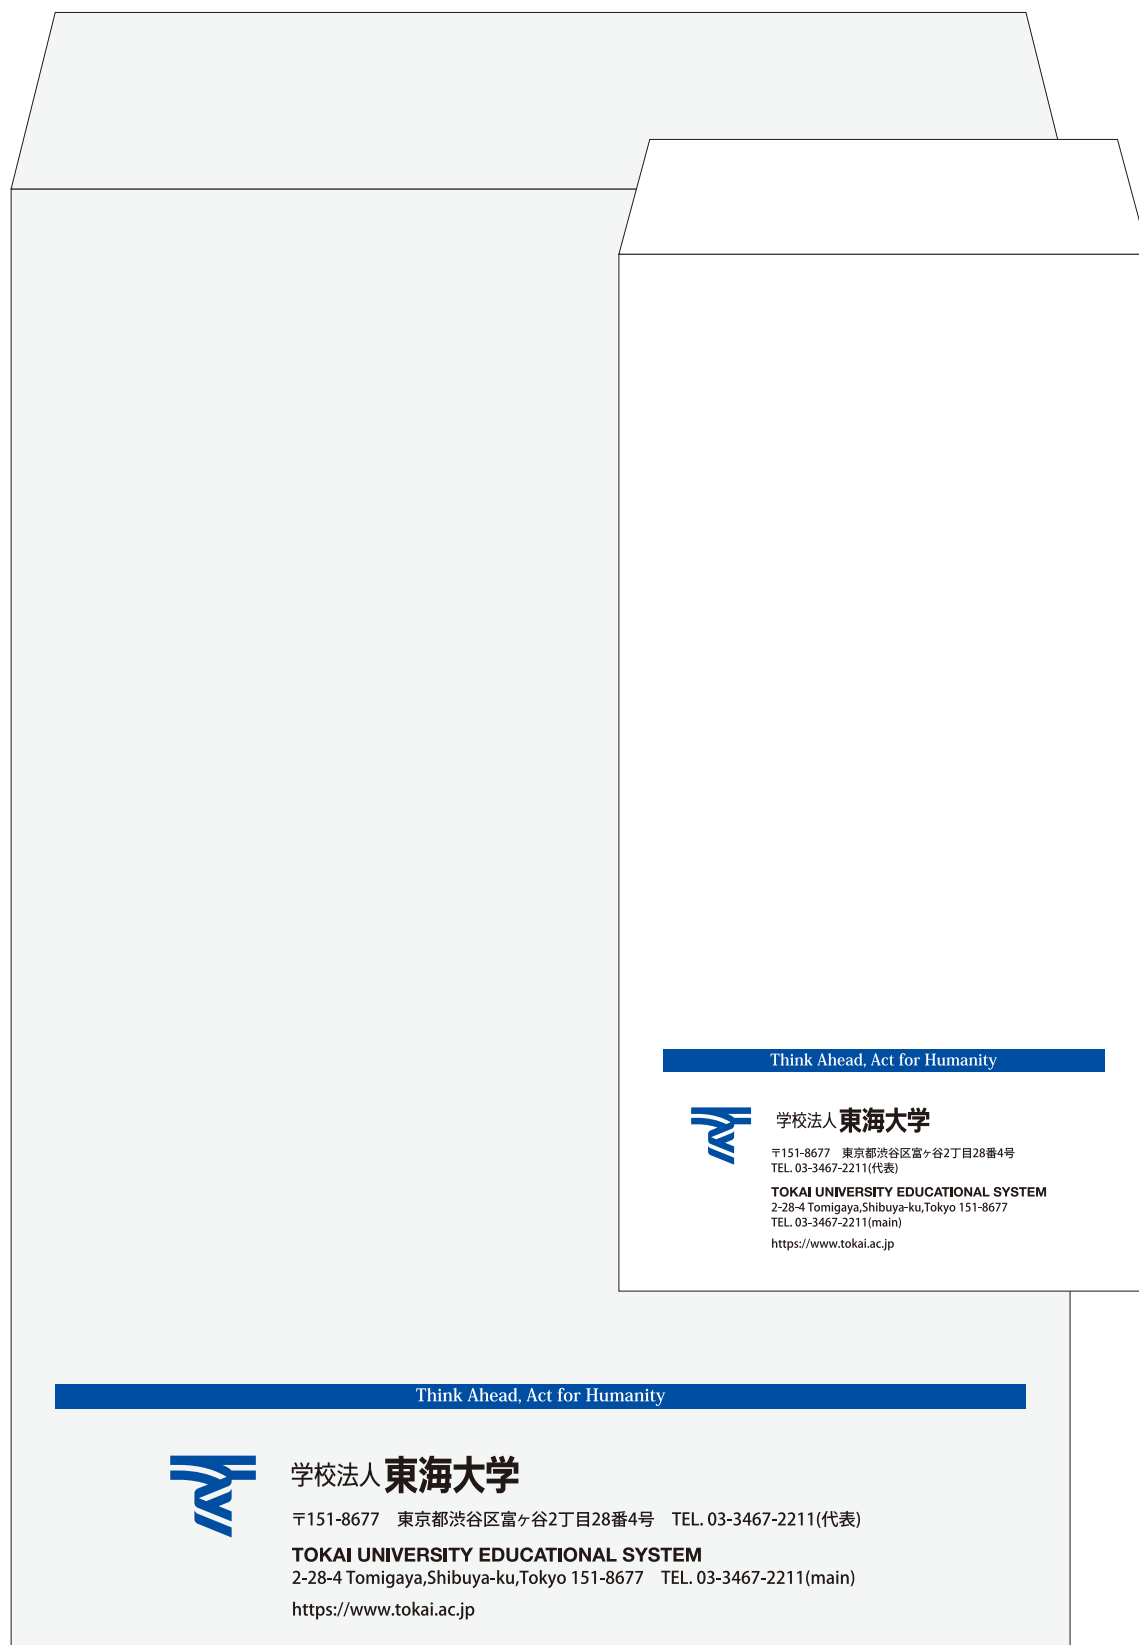 Think Ahead, Act for Humanity
学校法人 東海大学
〒151-8677　東京都渋谷区富ヶ谷2丁目28番4号
TEL. 03-3467-2211(代表)
TOKAI UNIVERSITY EDUCATIONAL SYSTEM
2-28-4 Tomigaya,Shibuya-ku,Tokyo 151-8677
TEL. 03-3467-2211(main)
https://www.tokai.ac.jp
Think Ahead, Act for Humanity
学校法人 東海大学
〒151-8677　東京都渋谷区富ヶ谷2丁目28番4号　TEL. 03-3467-2211(代表)
TOKAI UNIVERSITY EDUCATIONAL SYSTEM
2-28-4 Tomigaya,Shibuya-ku,Tokyo 151-8677　TEL. 03-3467-2211(main)
https://www.tokai.ac.jp